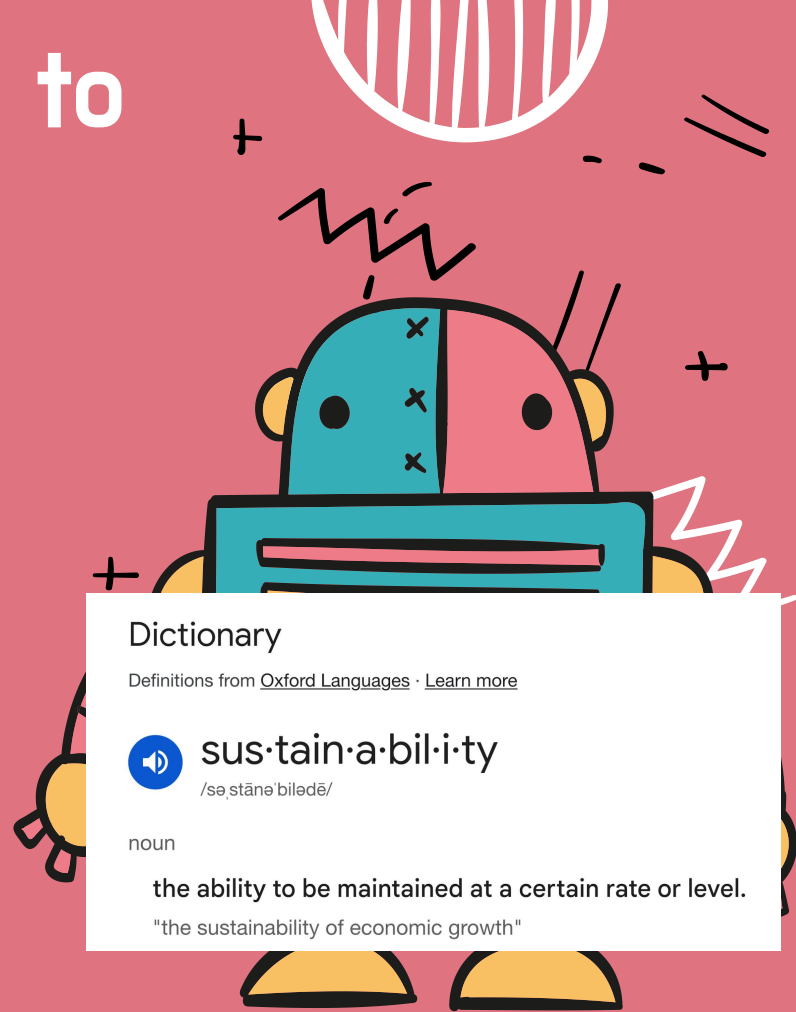 to
Dictionary
Definitions from Oxford Languages · Learn more
sus·tain·a·bil·i·ty
/səˌstānəˈbilədē/
noun
the ability to be maintained at a certain rate or level.
"the sustainability of economic growth"